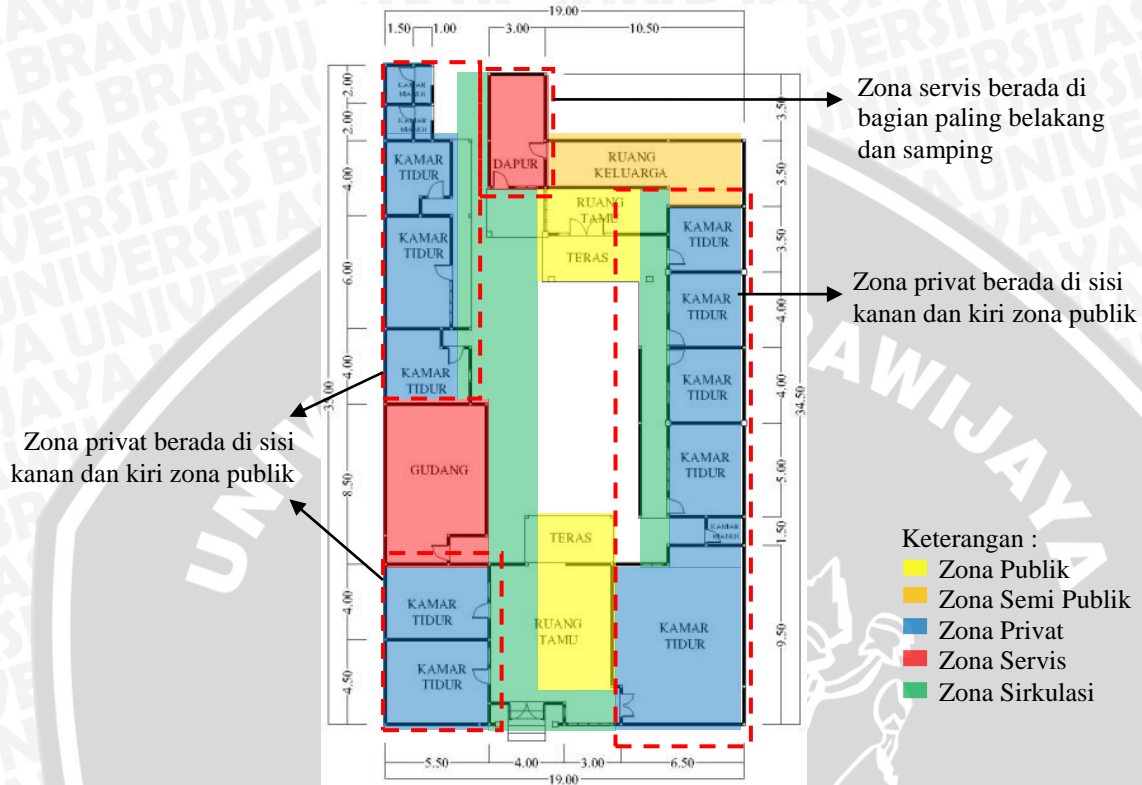 19.00
1.50
1.00
3.00
10.50
2.00
2.00
4.00
6.00
4.00
35.00
8.50
4.00
4.50
3.50
3.50
3.50
4.00
4.00
34.50
5.00
1.50
9.50
KAMAR
KAMAR
KAMAR
TIDUR
KAMAR
TIDUR
KAMAR
TIDUR
GUDANG
KAMAR
TIDUR
KAMAR
TIDUR
DAPUR
RUANG
KELUARGA
RUANG
TAMU
TERAS
KAMAR
TIDUR
KAMAR
TIDUR
KAMAR
TIDUR
KAMAR
TIDUR
KAMAR
TERAS
RUANG
TAMU
KAMAR
TIDUR
5.50
4.00
3.00
6.50
19.00
Zona servis berada di
bagian paling belakang
dan samping
Zona privat berada di sisi
kanan dan kiri zona publik
Zona privat berada di sisi
kanan dan kiri zona publik
Keterangan :
Zona Publik
Zona Semi Publik
Zona Privat
Zona Servis
Zona Sirkulasi